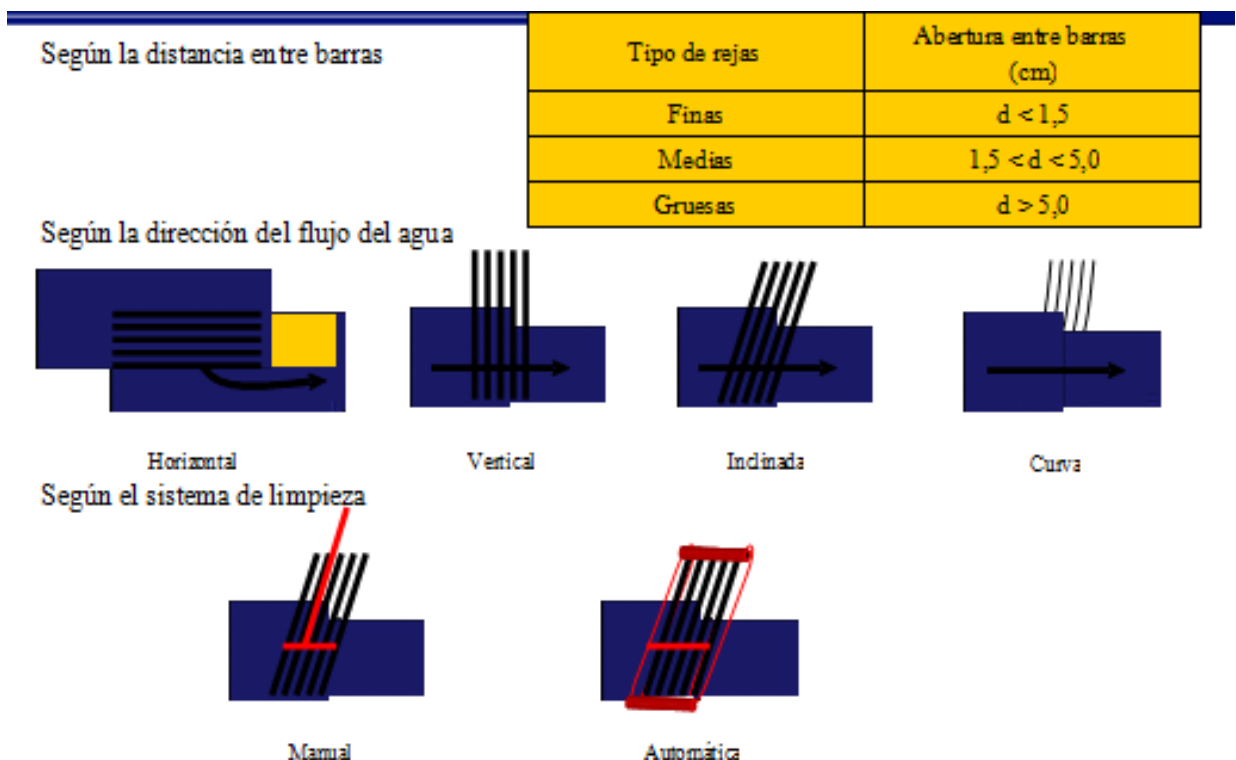 Según la distancia entre barras
Tipo de rejas
Abertura entre barras
(cm)
Finas
d < 1,5
Medias
1,5 < d < 5,0
Gruesas
d > 5,0
Según la dirección del flujo del agua
Horizontal
Vertical
Inclinada
Curva
Según el sistema de limpieza
Manual
Automática